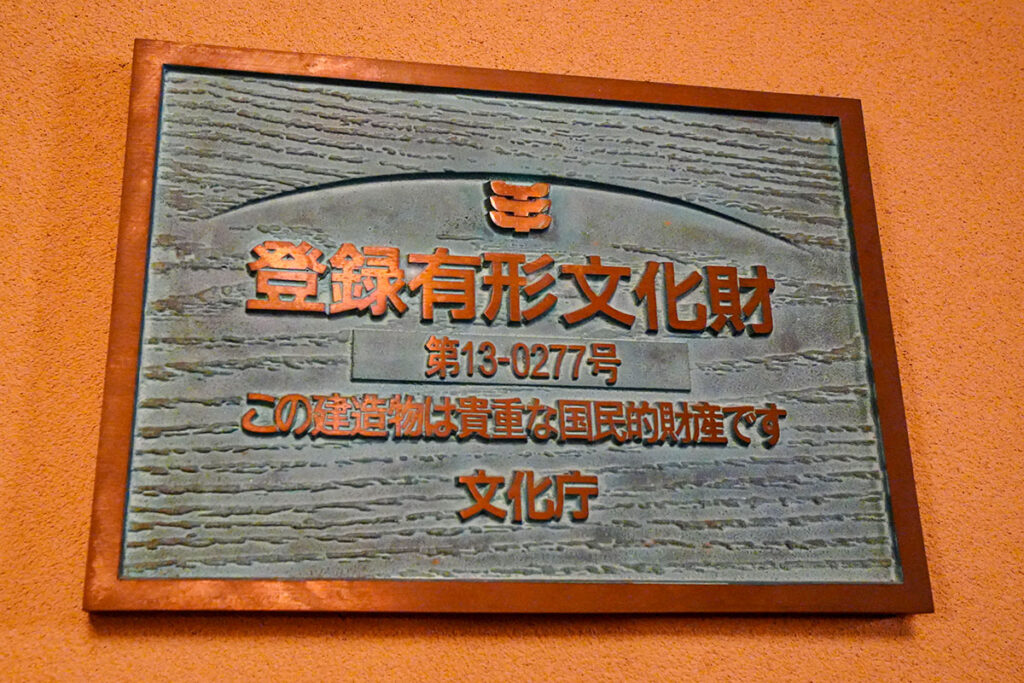 登録有形文化財
第13-0277号
この建造物は貴重な国民的財産です
文化庁